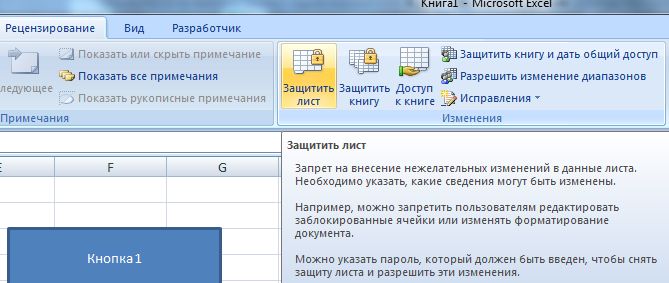 Книга1 - Microsoft Excel
Рецензирование Вид Разработчик
ледующее
Показать или скрыть примечание
Показать все примечания
Показать рукописные примечания
Примечания
Защитить лист
Защитить книгу
Доступ к книге
Защитить книгу и дать общий доступ
Разрешить изменение диапазонов
Исправления
Изменения
Защитить лист
Запрет на внесение нежелательных изменений в данные листа.
Необходимо указать, какие сведения могут быть изменены.
Например, можно запретить пользователям редактировать
заблокированные ячейки или изменять форматирование
документа.
Можно указать пароль, который должен быть введен, чтобы снять
защиту листа и разрешить эти изменения.
E F G
Кнопка1